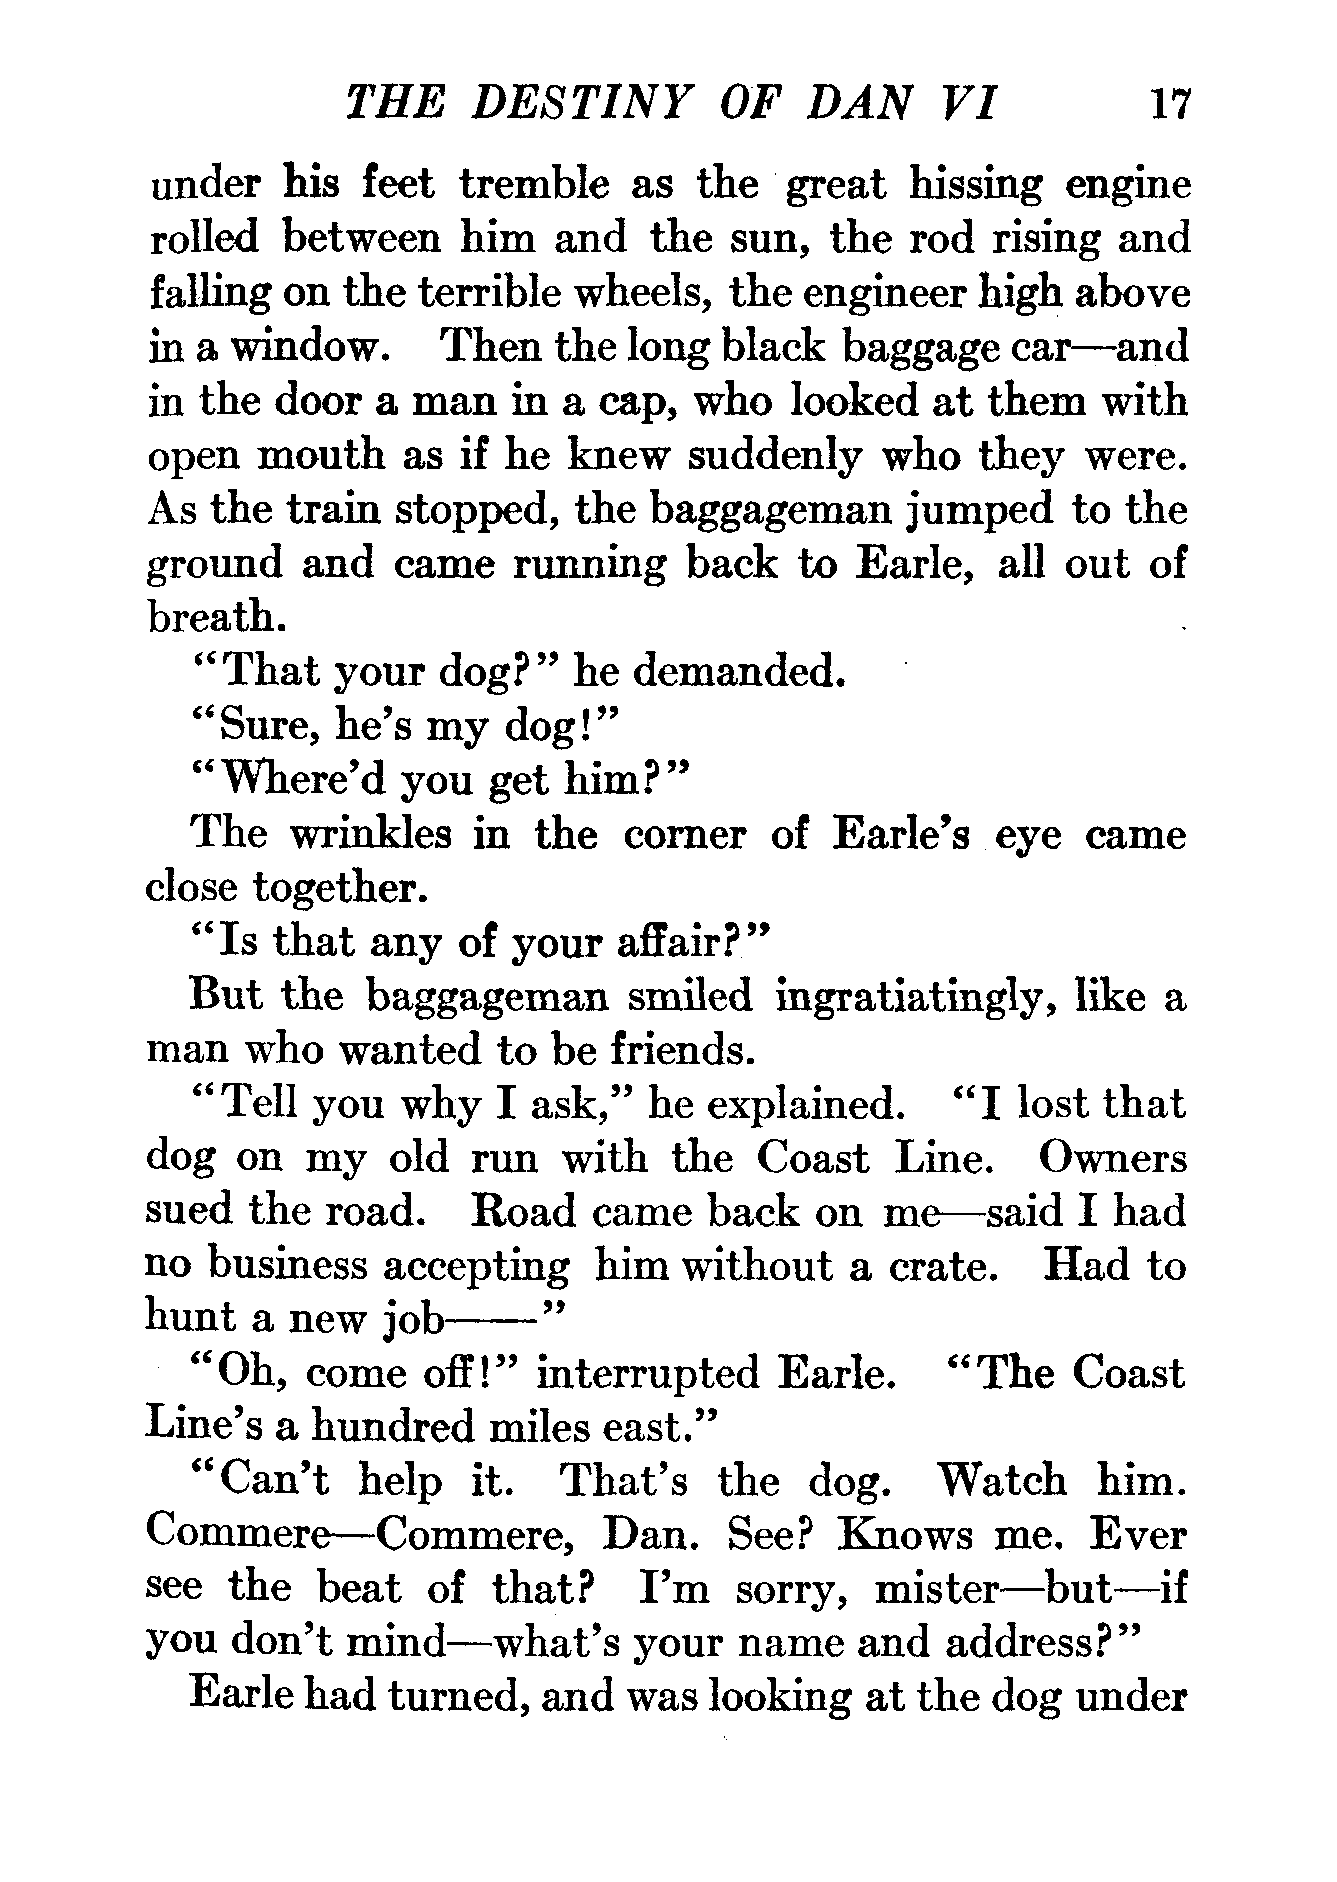 THE DESTINY OF DAN VI 17
under his feet tremble as the great hissing engine
rolled between him and the sun, the rod rising and
falling on the terrible wheels, the engineer high above
in a window. Then the long black baggage car—and
in the door a man in a cap, who looked at them with
open mouth as if he knew suddenly who they were.
As the train stopped, the baggageman jumped to the
ground and came running back to Earle, all out of
breath.
“That your dog?” he demanded.
“Sure, he’s my dog!”
“Where’d you get him?”
The wrinkles in the corner of Earle’s eye came
close together.
“Is that any of your affair?”
But the baggageman smiled ingratiatingly, like a
man who wanted to be friends.
“Tell you why I ask,” he explained. “I lost that
dog on my old run with the Coast Line. Owners
sued the road. Road came back on me—said I had
no business accepting him without a crate. Had to
hunt a new job——”
“Oh, come off!” interrupted Earle. “The Coast
Line’s a hundred miles east.”
“Can’t help it. That’s the dog. Watch him.
Commere—Commere, Dan. See? Knows me. Ever
see the beat of that? I’m sorry, mister—but—if
you don’t mind—what’s your name and address?”
Earle had turned, and was looking at the dog under